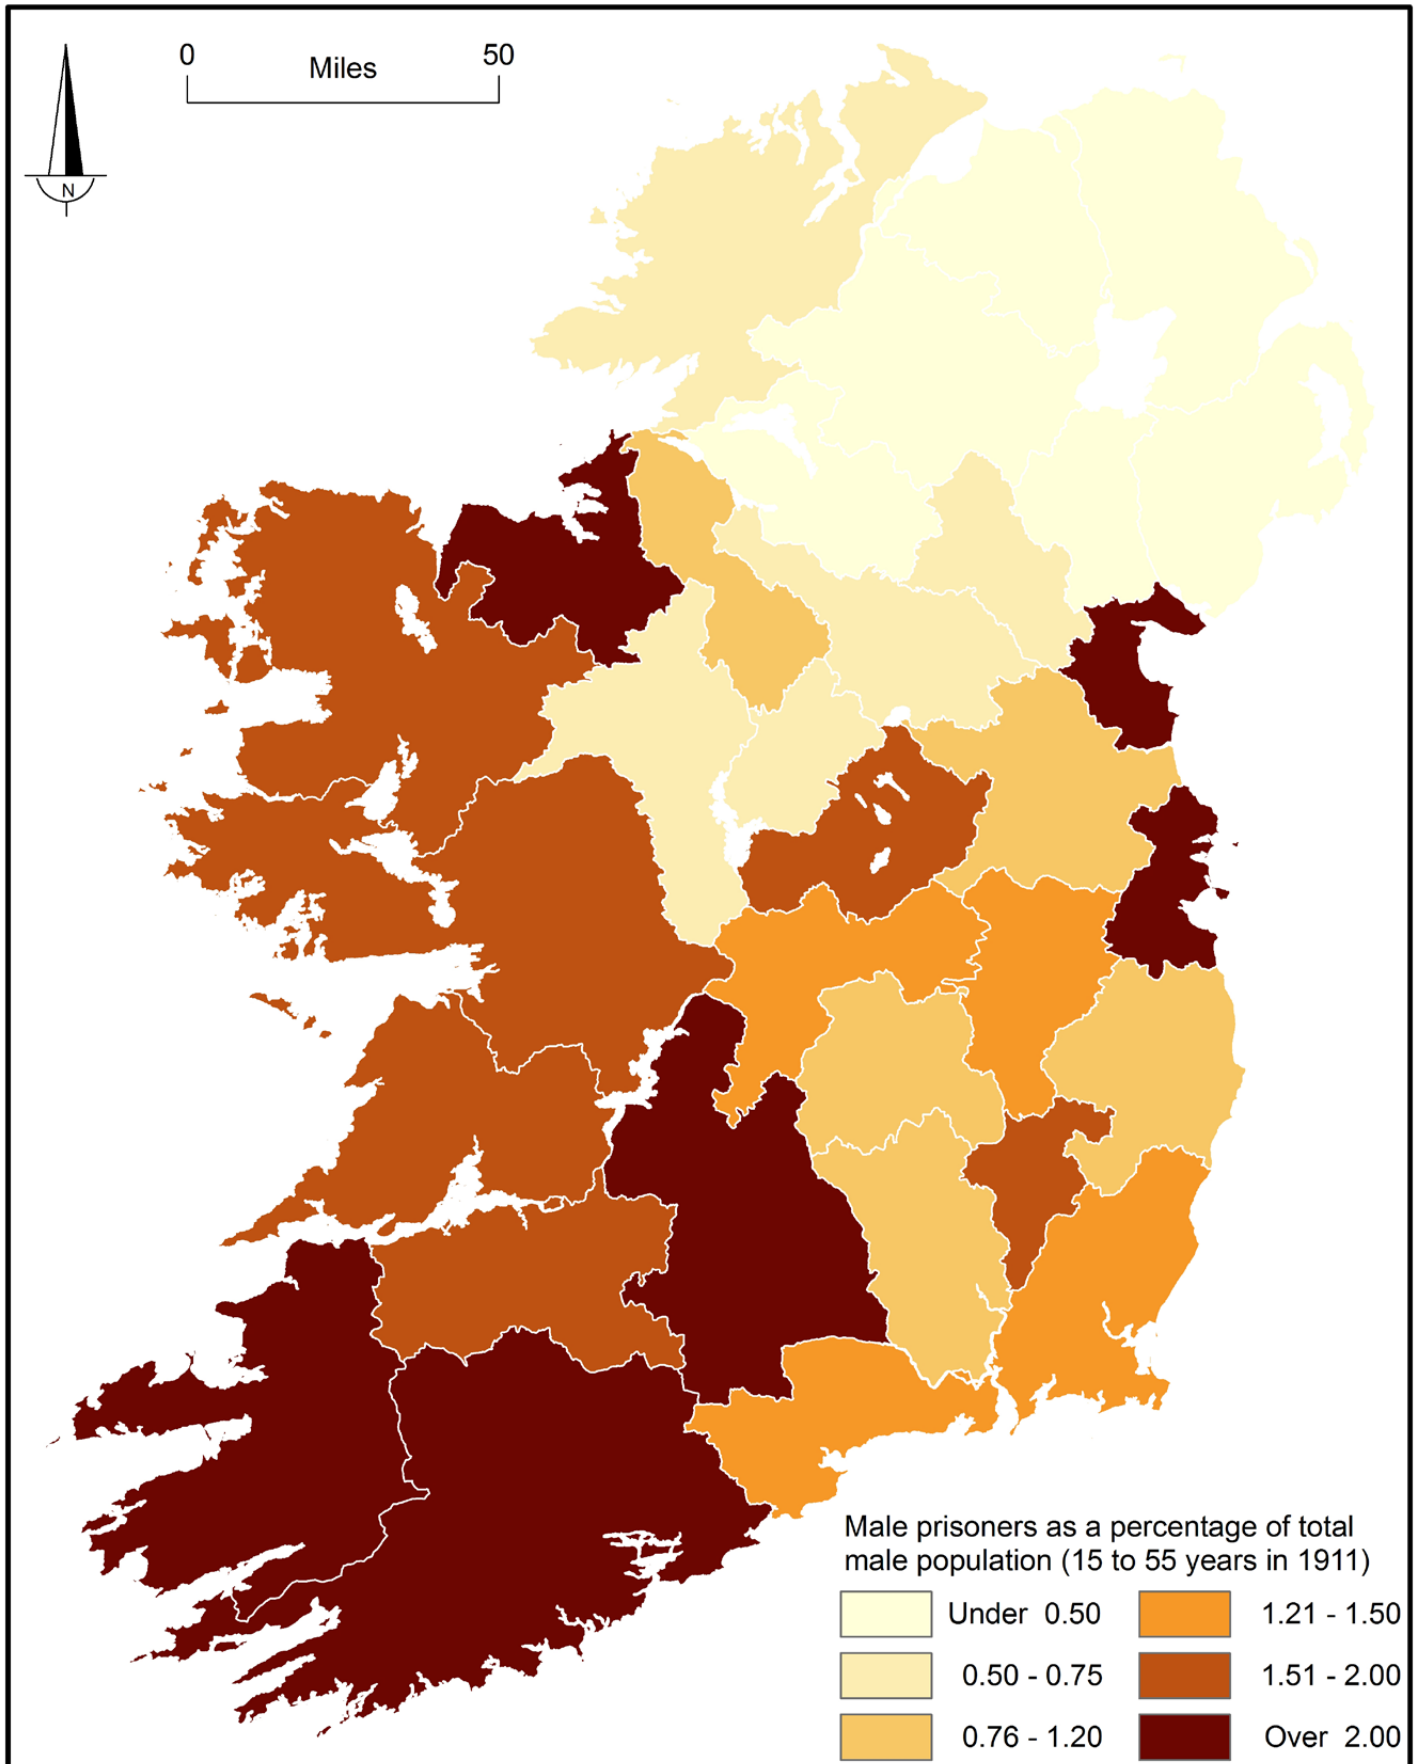 0 50
Miles
N
Male prisoners as a percentage of total
male population (15 to 55 years in 1911)
Under 0.50
1.21 - 1.50
0.50 - 0.75
1.51 - 2.00
0.76 - 1.20
Over 2.00